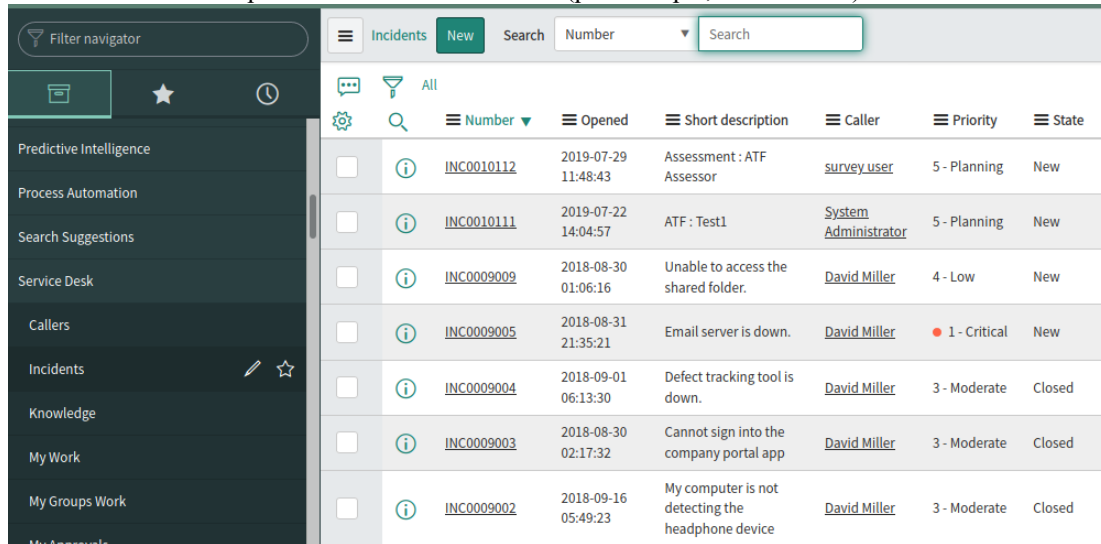 Filter navigator
Incidents New Search Number Search
All
Number Opened Short description Caller Priority State
Predictive Intelligence
Process Automation
Search Suggestions
Service Desk
Callers
Incidents
Knowledge
My Work
My Groups Work
INC0010112 2019-07-29 11:48:43 Assessment : ATF Assessor survey user 5 - Planning New
INC0010111 2019-07-22 14:04:57 ATF : Test1 System Administrator 5 - Planning New
INC0009009 2018-08-30 01:06:16 Unable to access the shared folder. David Miller 4 - Low New
INC0009005 2018-08-31 21:35:21 Email server is down. David Miller 1 - Critical New
INC0009004 2018-09-01 06:13:30 Defect tracking tool is down. David Miller 3 - Moderate Closed
INC0009003 2018-08-30 02:17:32 Cannot sign into the company portal app David Miller 3 - Moderate Closed
INC0009002 2018-09-16 05:49:23 My computer is not detecting the headphone device David Miller 3 - Moderate Closed